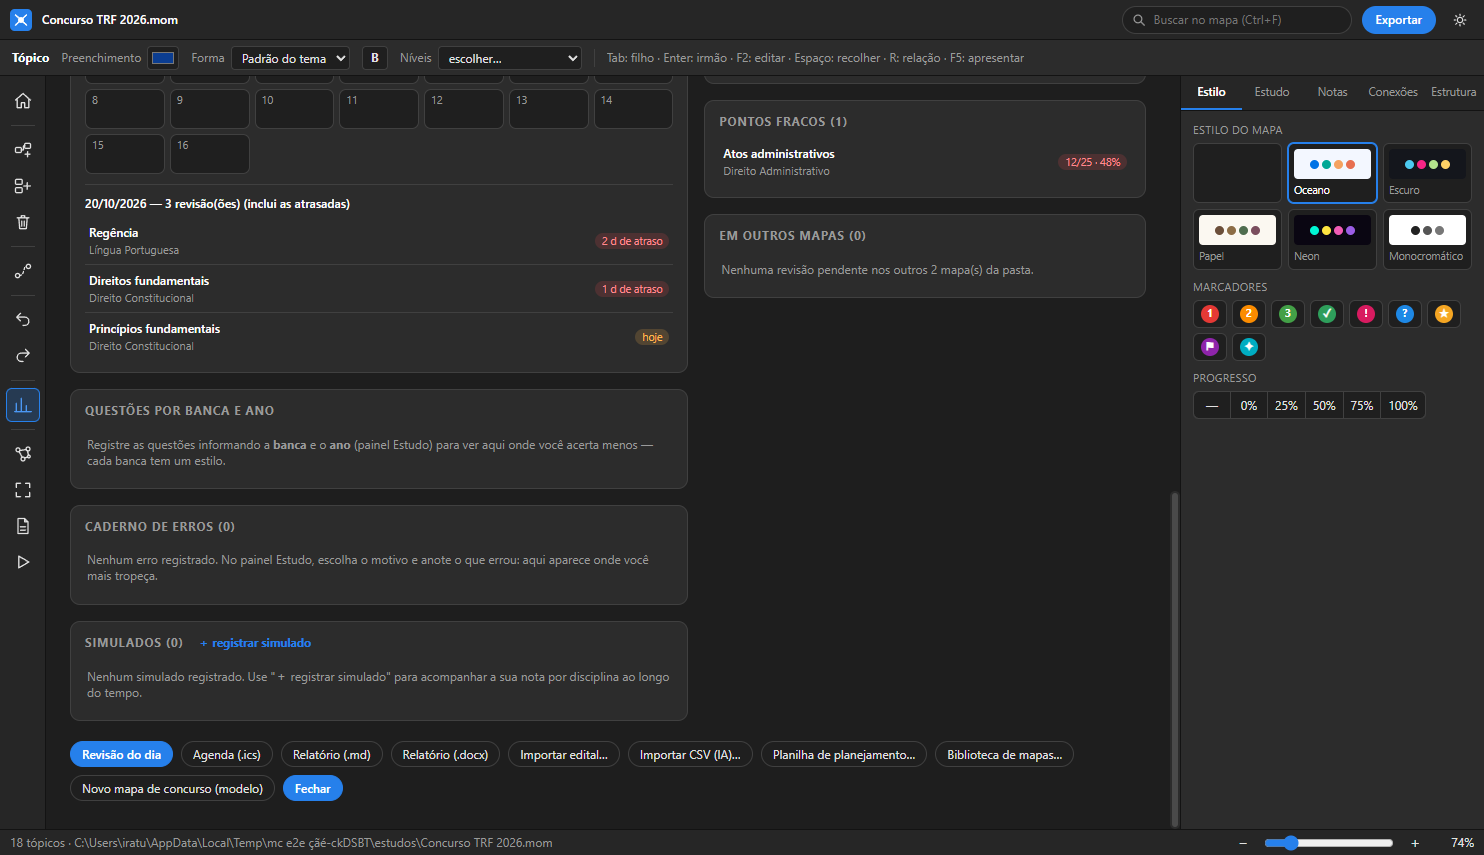 Concurso TRF 2026.mom
Buscar no mapa (Ctrl+F)
Exportar
Tópico
Preenchimento
Forma
Padrão do tema
B
Níveis
escolher...
Tab: filho · Enter: irmão · F2: editar · Espaço: recolher · R: relação · F5: apresentar
8
9
10
11
12
13
14
15
16
20/10/2026 — 3 revisão(ões) (inclui as atrasadas)
Regência
Língua Portuguesa
2 d de atraso
Direitos fundamentais
Direito Constitucional
1 d de atraso
Princípios fundamentais
Direito Constitucional
hoje
QUESTÕES POR BANCA E ANO
Registre as questões informando a banca e o ano (painel Estudo) para ver aqui onde você acerta menos —
cada banca tem um estilo.
CADERNO DE ERROS (0)
Nenhum erro registrado. No painel Estudo, escolha o motivo e anote o que errou: aqui aparece onde você
mais tropeça.
SIMULADOS (0)
+ registrar simulado
Nenhum simulado registrado. Use "+ registrar simulado" para acompanhar a sua nota por disciplina ao longo
do tempo.
PONTOS FRACOS (1)
Atos administrativos
Direito Administrativo
12/25 · 48%
EM OUTROS MAPAS (0)
Nenhuma revisão pendente nos outros 2 mapa(s) da pasta.
Revisão do dia
Agenda (.ics)
Relatório (.md)
Relatório (.docx)
Importar edital...
Importar CSV (IA)...
Planilha de planejamento...
Biblioteca de mapas...
Novo mapa de concurso (modelo)
Fechar
Estilo
Estudo
Notas
Conexões
Estrutura
ESTILO DO MAPA
Oceano
Escuro
Papel
Neon
Monocromático
MARCADORES
1
2
3
✓
!
?
★
✦
PROGRESSO
—
0%
25%
50%
75%
100%
18 tópicos · C:\Users\iratu\AppData\Local\Temp\mc e2e çãé-ckDSBT\estudos\Concurso TRF 2026.mom
−
+
74%